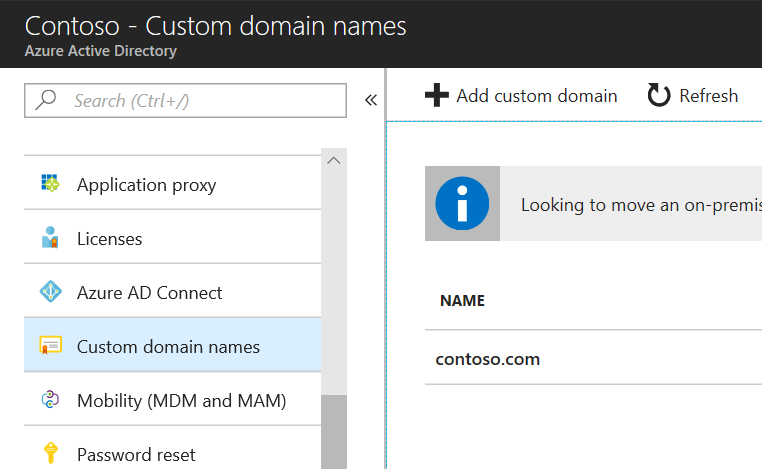 Contoso - Custom domain names
Azure Active Directory
Search (Ctrl+/)
Application proxy
Licenses
Azure AD Connect
Custom domain names
Mobility (MDM and MAM)
Password reset
Add custom domain
Refresh
Looking to move an on-premis
NAME
contoso.com